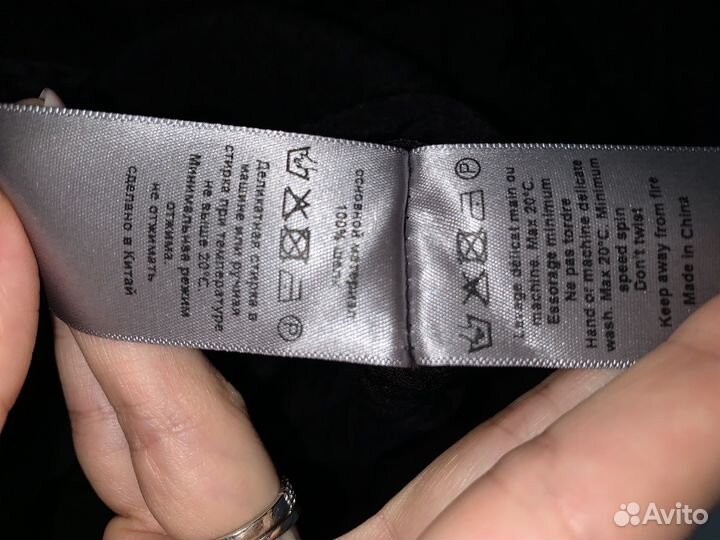 основной материал
100% шелк
Деликатная стирка в
машине или ручная
стирка при температуре
не выше 20°C.
Минимальная режим
отжима.
не отжимать
сделано в Китай
P
Lavage délicat main ou
machine. Max 20°C.
Essorage minimum
Ne pas tordre
Hand or machine delicate
wash. Max 20°C. Minimum
speed spin
Don't twist
Keep away from fire
Made in China
P
Avito